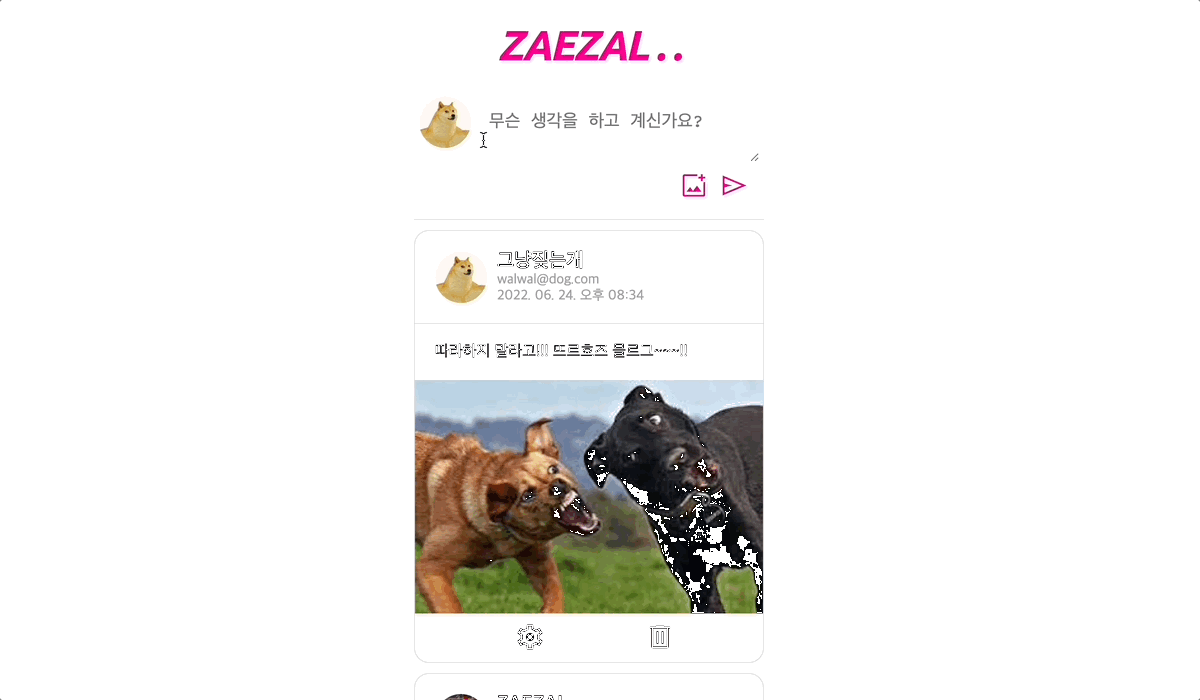 ZAEZAL..
무슨 생각을 하고 계신가요?
그냥짖는개
walwal@dog.com
2022. 06. 24. 오후 08:34
따라하지 말라고!!! 뜨르흐즈 믈르그~~~!!
ZAEZAL